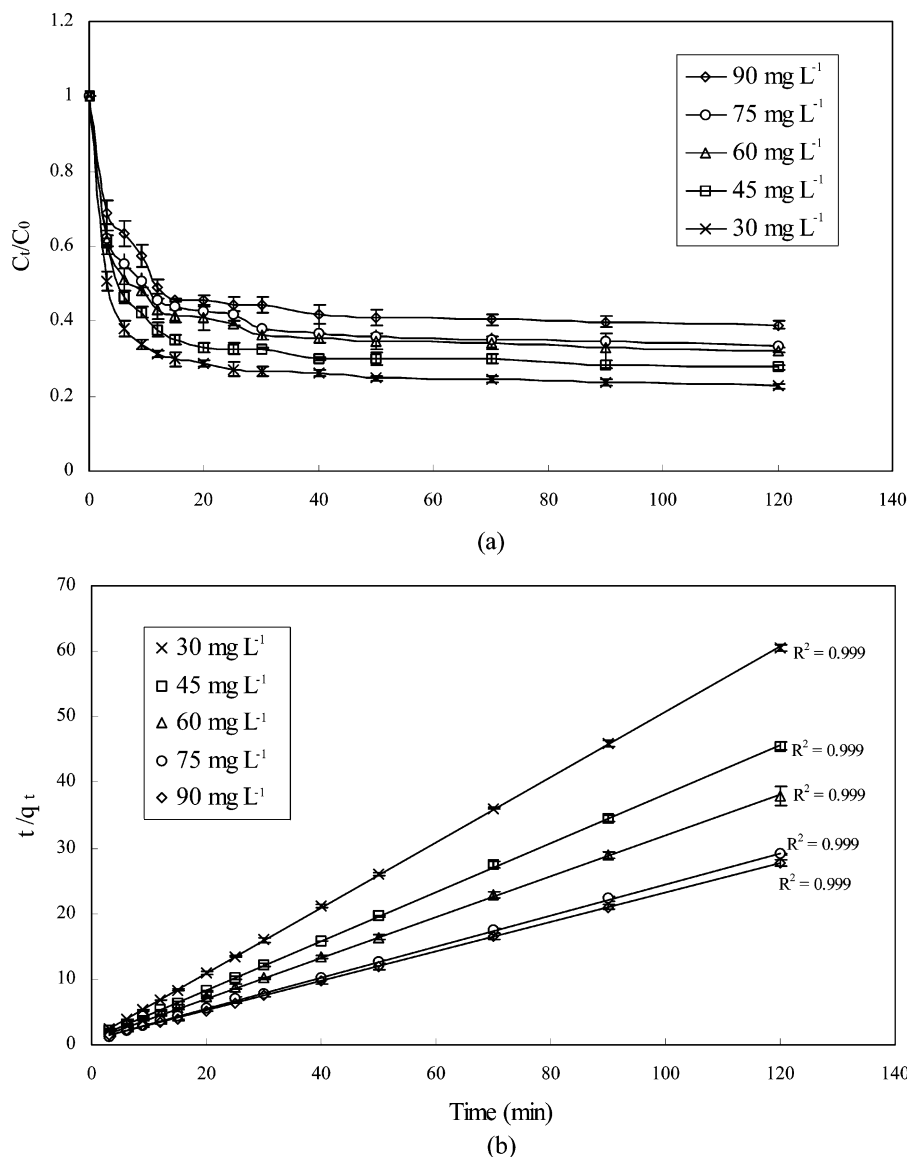 1.2
1
0.8
0.6
0.4
0.2
0
Cₜ/C₀
0 20 40 60 80 100 120 140
90 mg L⁻¹
75 mg L⁻¹
60 mg L⁻¹
45 mg L⁻¹
30 mg L⁻¹
(a)
70
60
50
40
30
20
10
0
t /q ₜ
30 mg L⁻¹
45 mg L⁻¹
60 mg L⁻¹
75 mg L⁻¹
90 mg L⁻¹
R² = 0.999
R² = 0.999
R² = 0.999
R² = 0.999
R² = 0.999
0 20 40 60 80 100 120 140
Time (min)
(b)